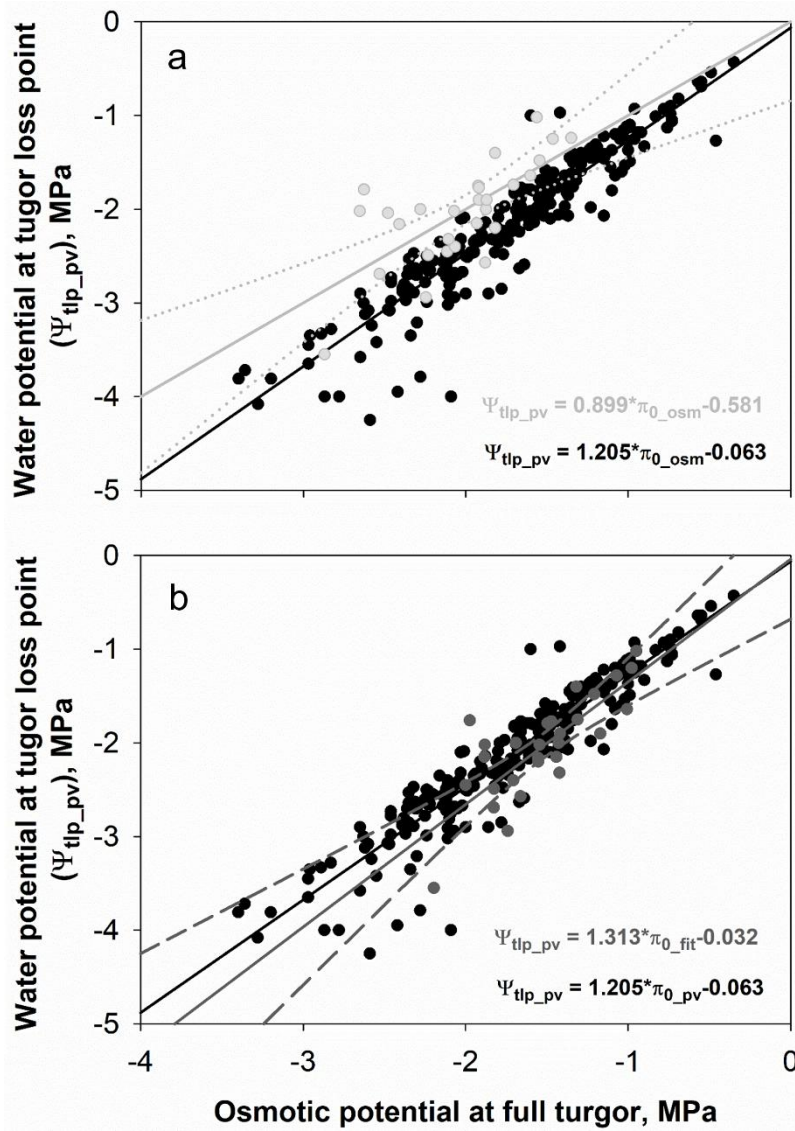 0
a
-1
-2
-3
-4
-5
Water potential at tugor loss point
(Ψtlp_pv), MPa
Ψtlp_pv = 0.899*π0_osm-0.581
Ψtlp_pv = 1.205*π0_osm-0.063
0
b
-1
-2
-3
-4
-5
Water potential at tugor loss point
(Ψtlp_pv), MPa
Ψtlp_pv = 1.313*π0_fit-0.032
Ψtlp_pv = 1.205*π0_pv-0.063
-4 -3 -2 -1 0
Osmotic potential at full turgor, MPa